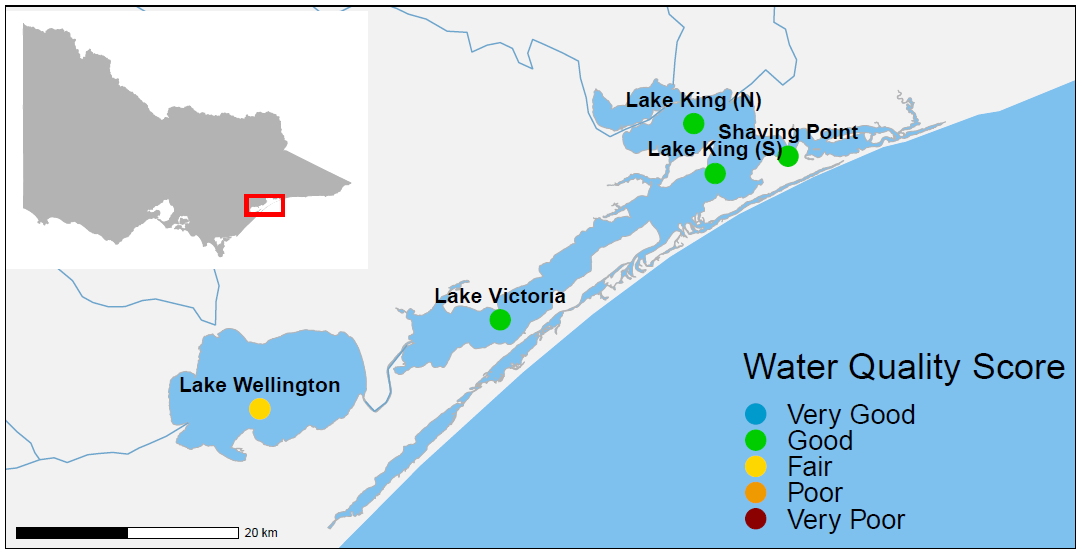 Lake King (N)
Shaving Point
Lake King (S)
Lake Victoria
Lake Wellington
Water Quality Score
Very Good
Good
Fair
Poor
Very Poor
20 km